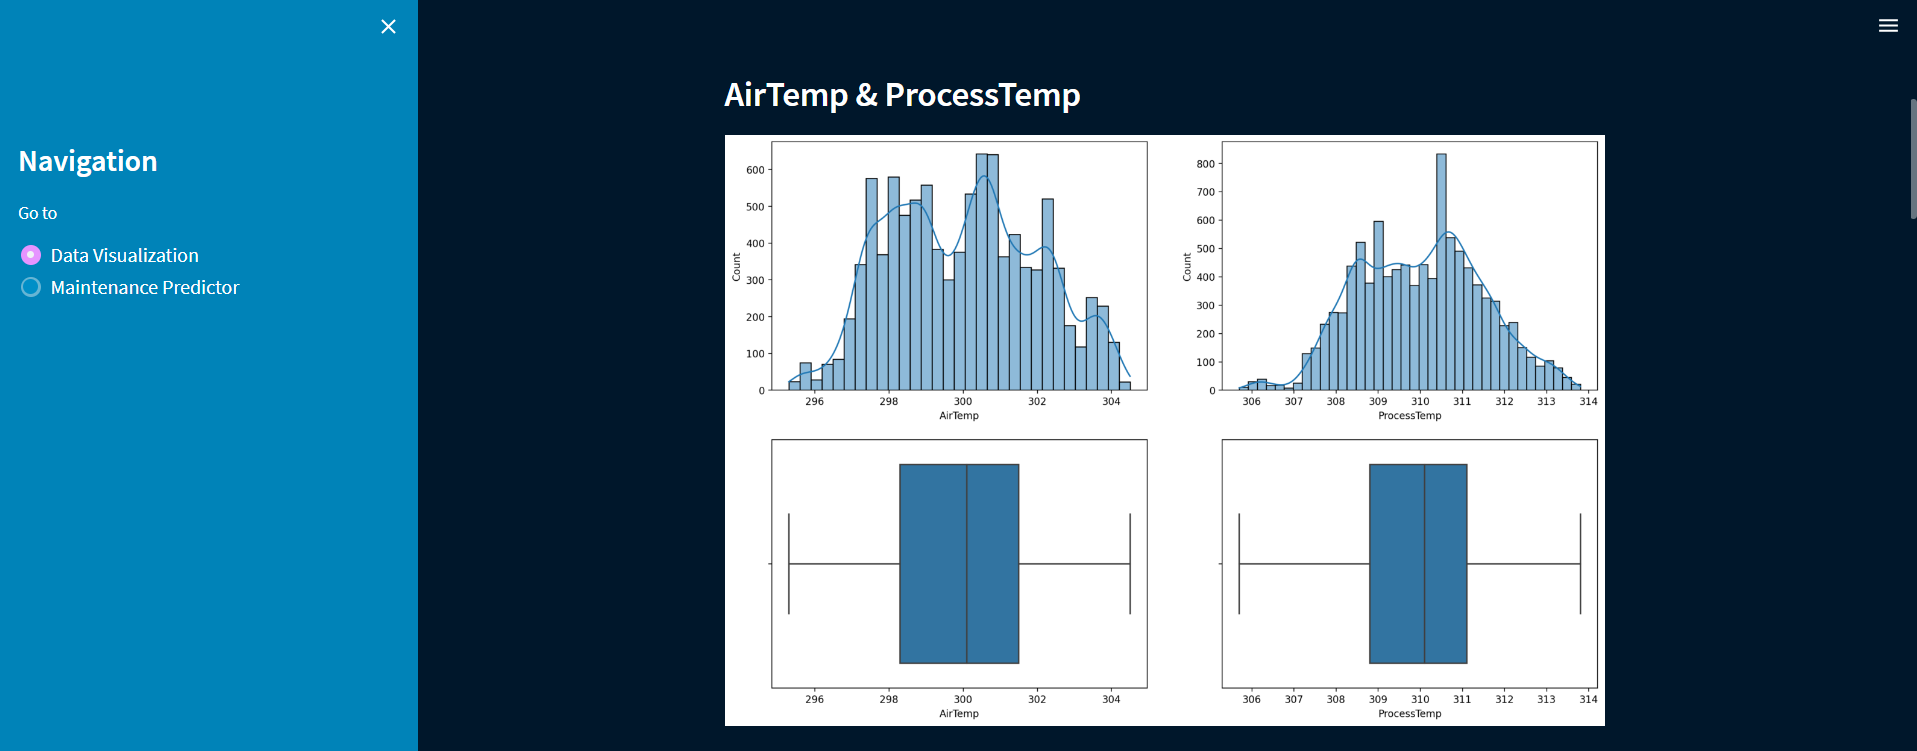 Navigation
Go to
Data Visualization
Maintenance Predictor
AirTemp & ProcessTemp
600
500
400
300
200
100
0
Count
296 298 300 302 304
AirTemp
800
700
600
500
400
300
200
100
0
Count
306 307 308 309 310 311 312 313 314
ProcessTemp
296 298 300 302 304
AirTemp
306 307 308 309 310 311 312 313 314
ProcessTemp